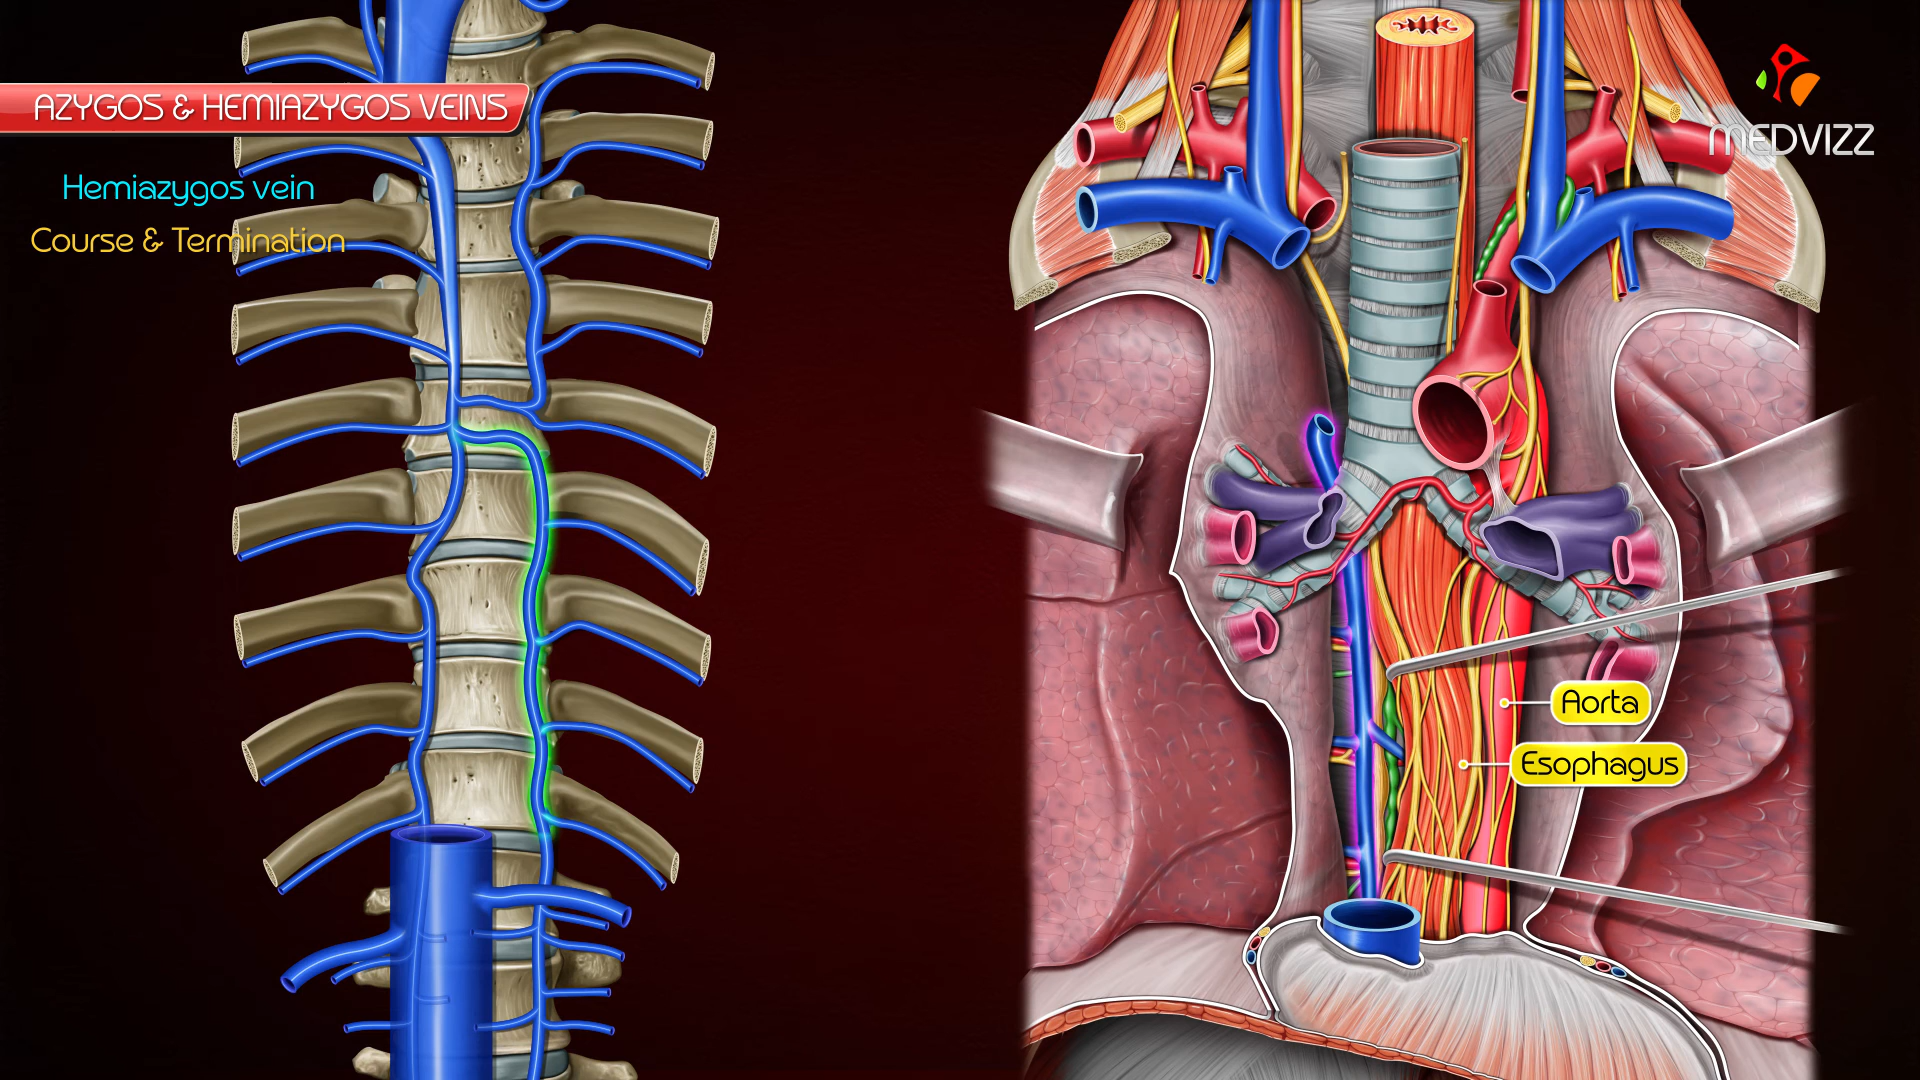 AZYGOS & HEMIAZYGOS VEINS
Hemiazygos vein
Course & Termination
MEDVIZZ
Aorta
Esophagus